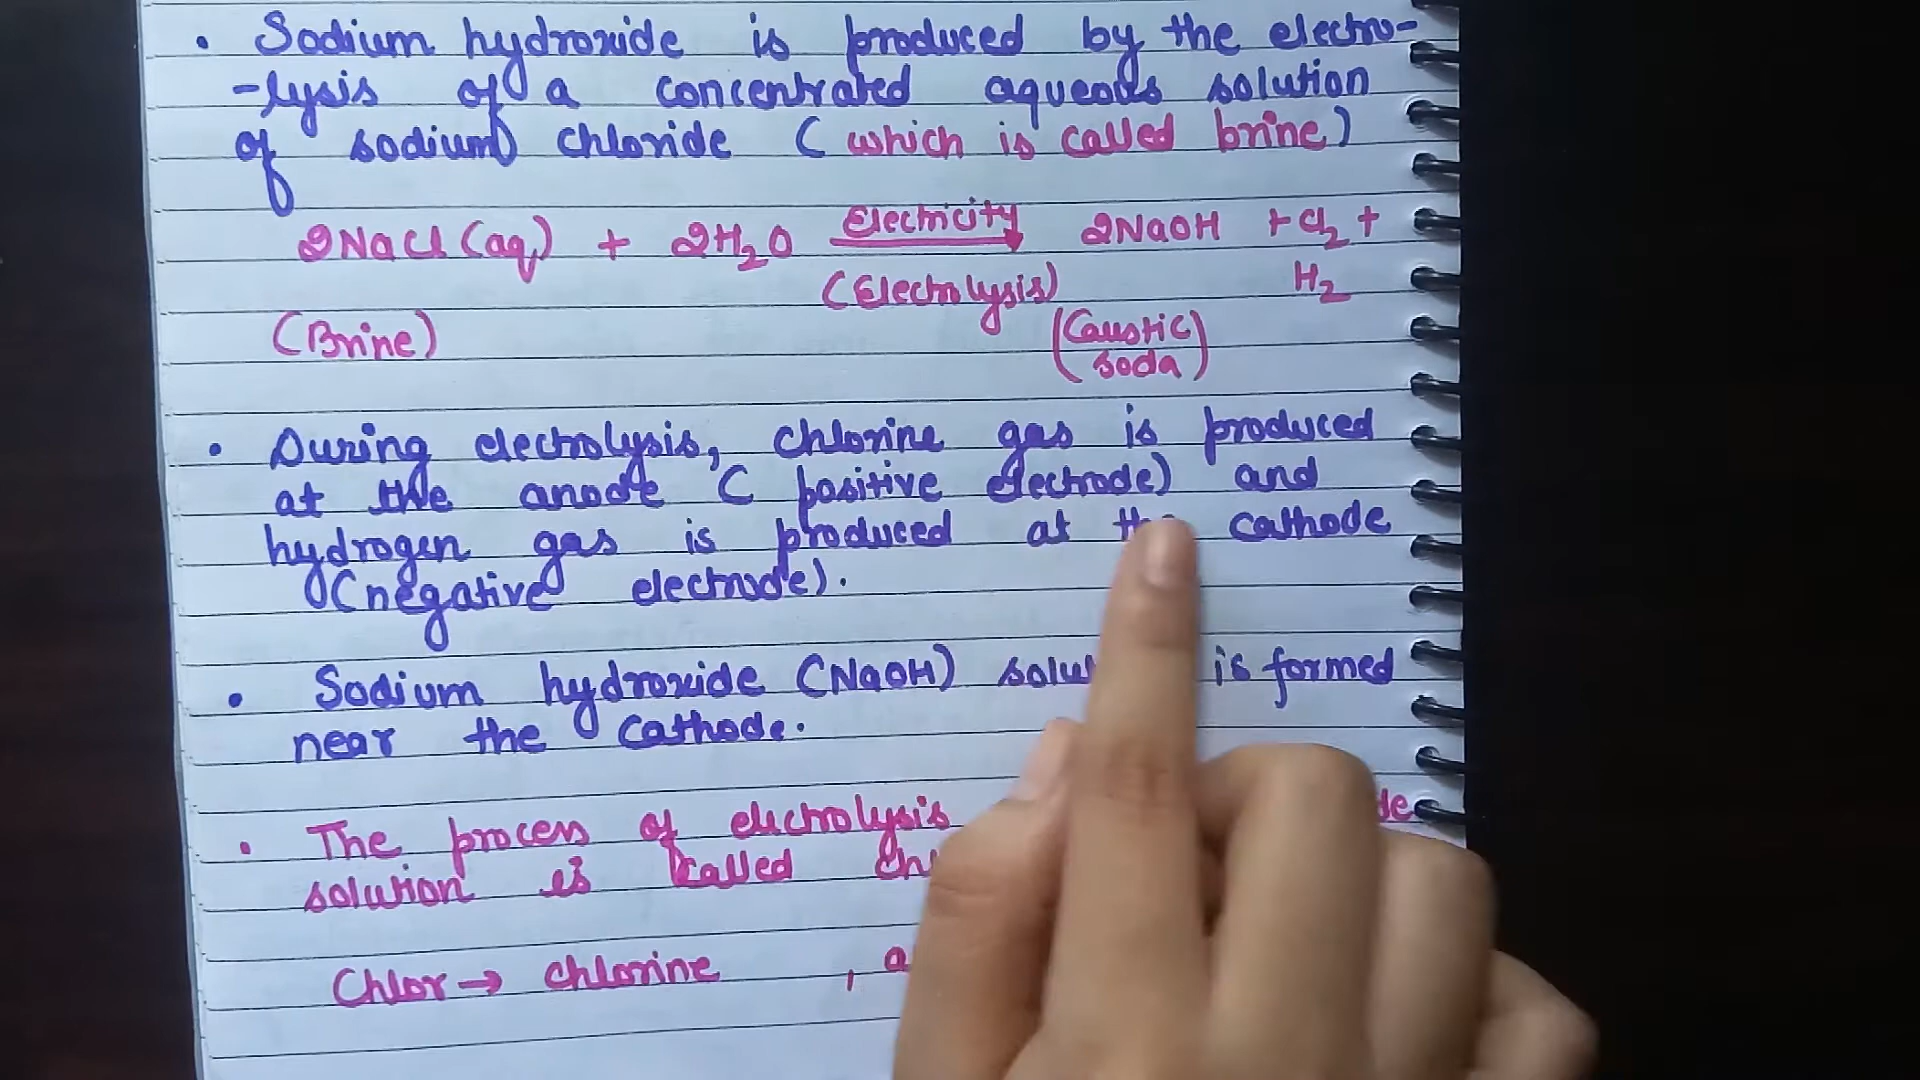 • Sodium hydroxide is produced by the electro-
-lysis of a concentrated aqueous solution
of sodium chloride ( which is called brine)
2NaCl (aq) + 2H₂O Electricity 2NaOH + Cl₂ +
(Electrolysis) H₂
(Brine) (Caustic
soda)
• During electrolysis, chlorine gas is produced
at the anode ( positive electrode) and
hydrogen gas is produced at the cathode
(negative electrode).
• Sodium hydroxide (NaOH) is formed
near the cathode.
• The process of electrolysis
solution is called
Chlor → chlorine ,